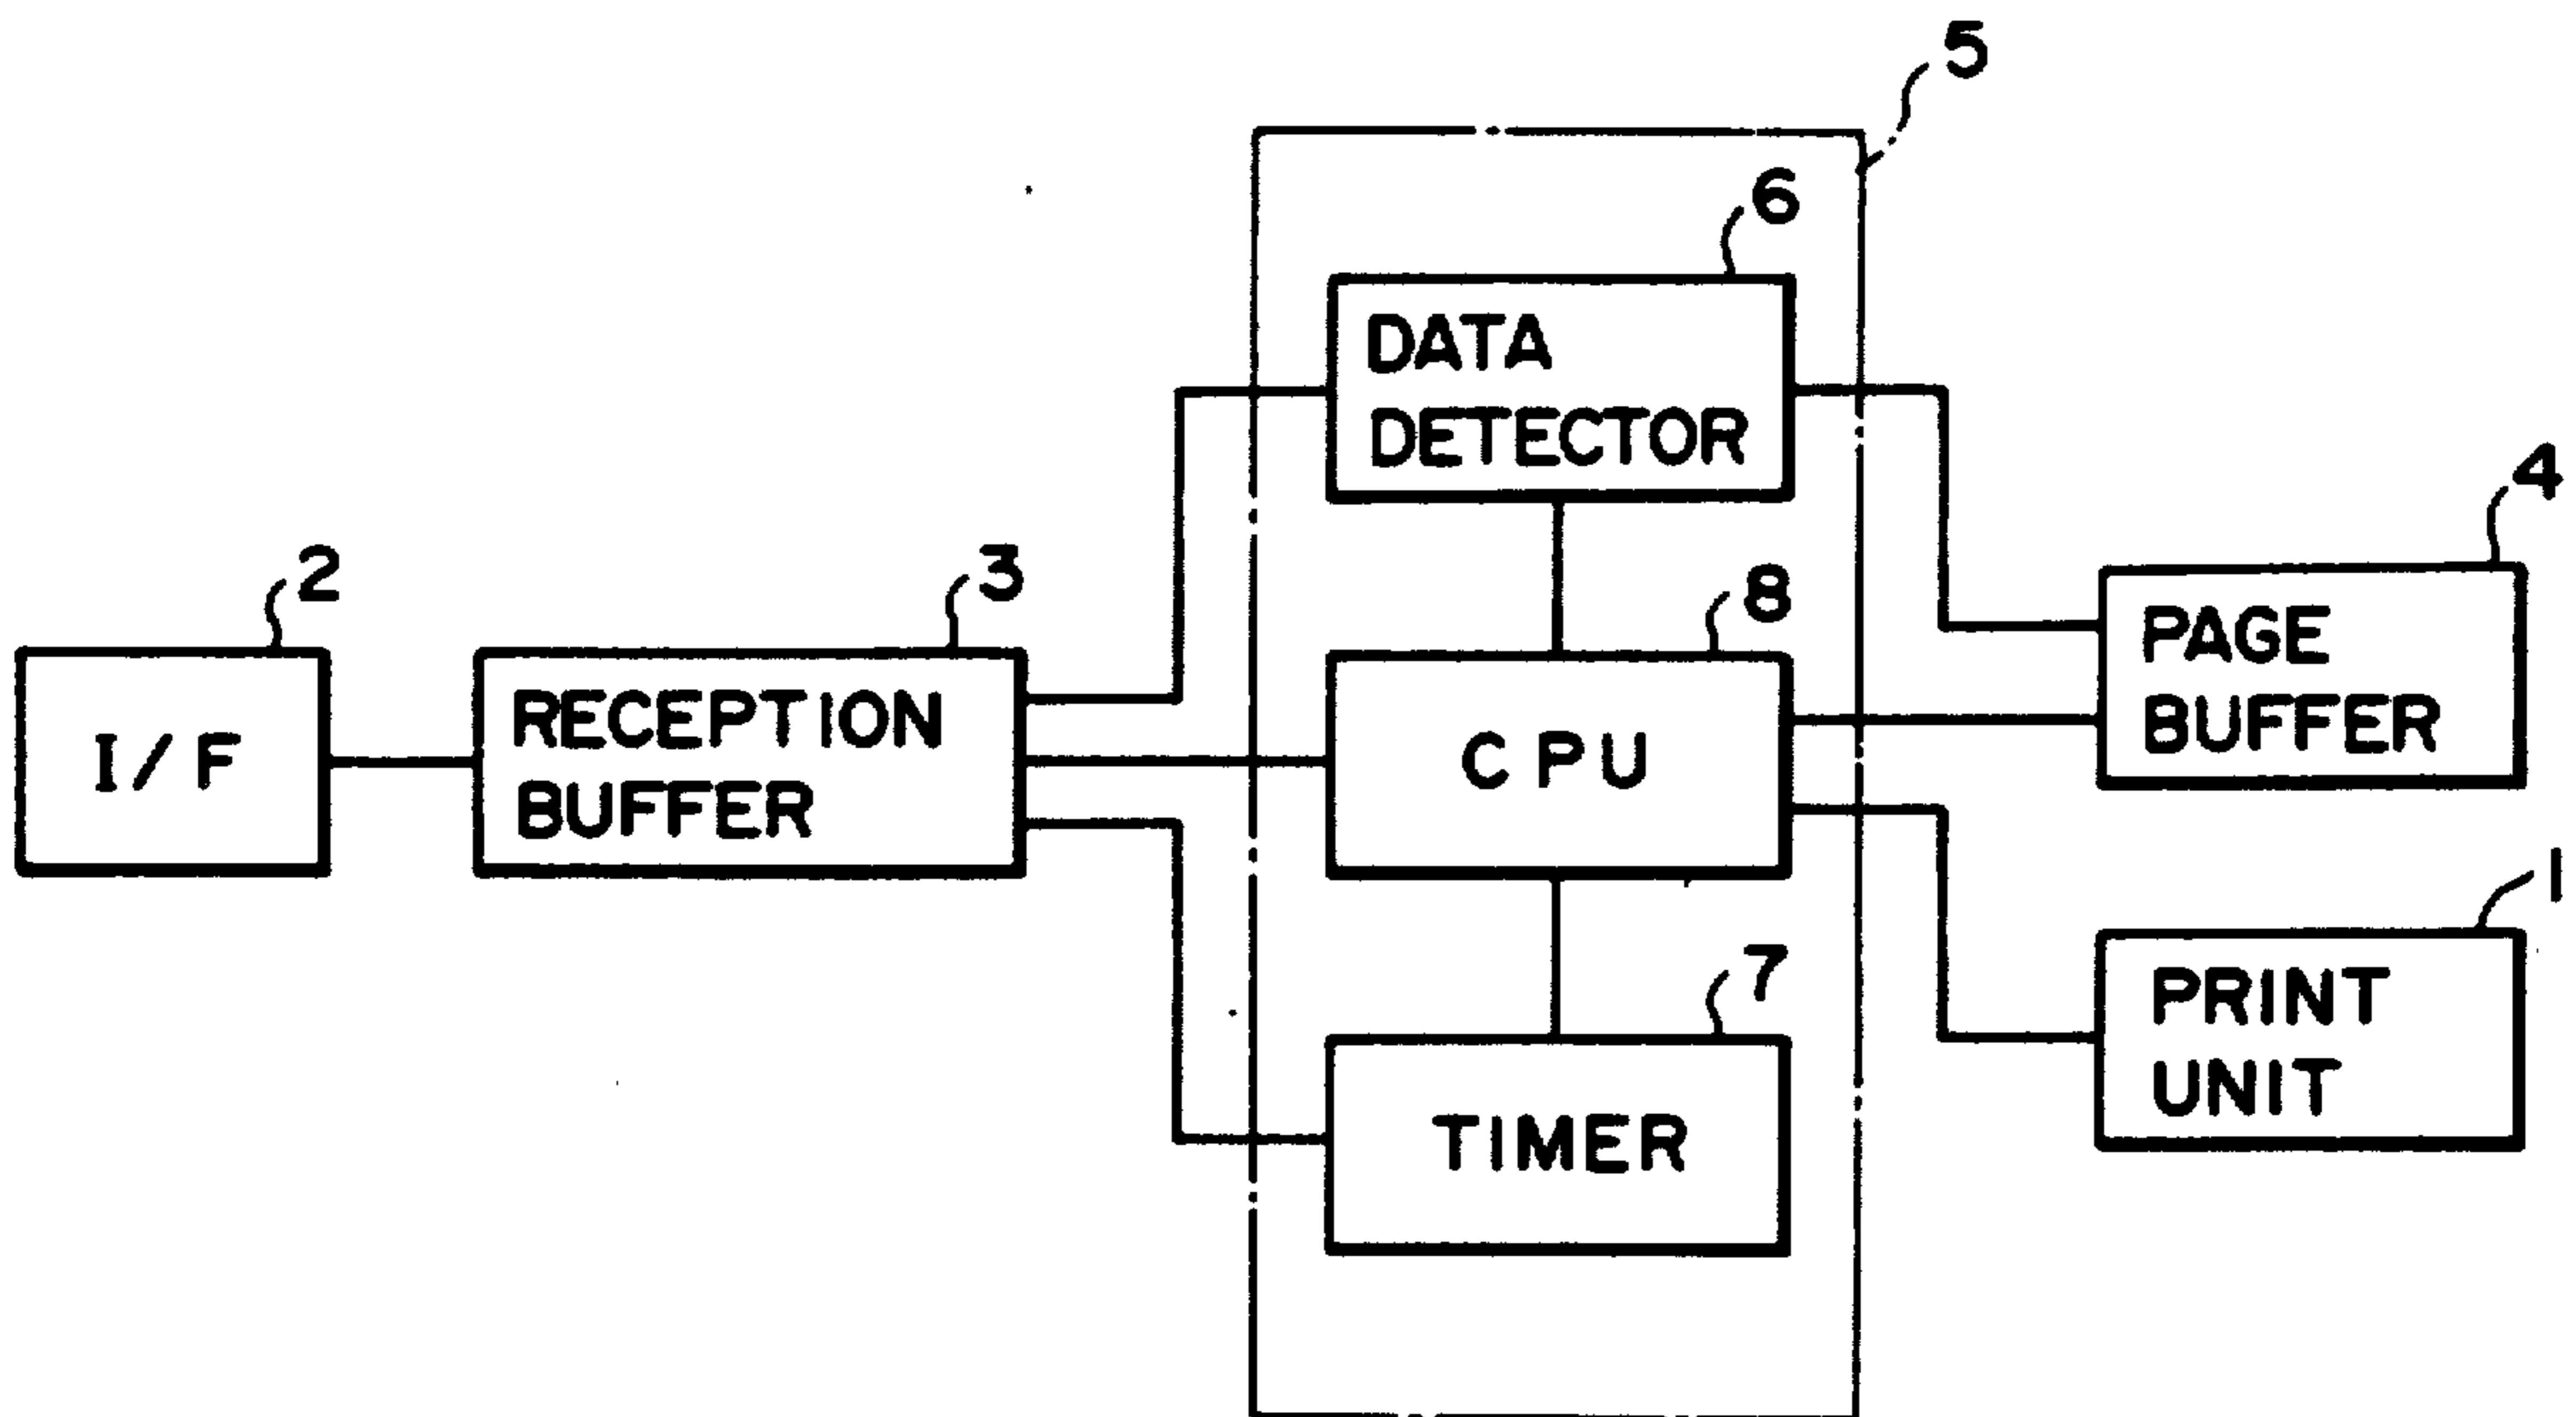 5
6
DATA
DETECTOR
4
2
3
8
PAGE
BUFFER
I/F
RECEPTION
BUFFER
CPU
1
7
PRINT
UNIT
TIMER